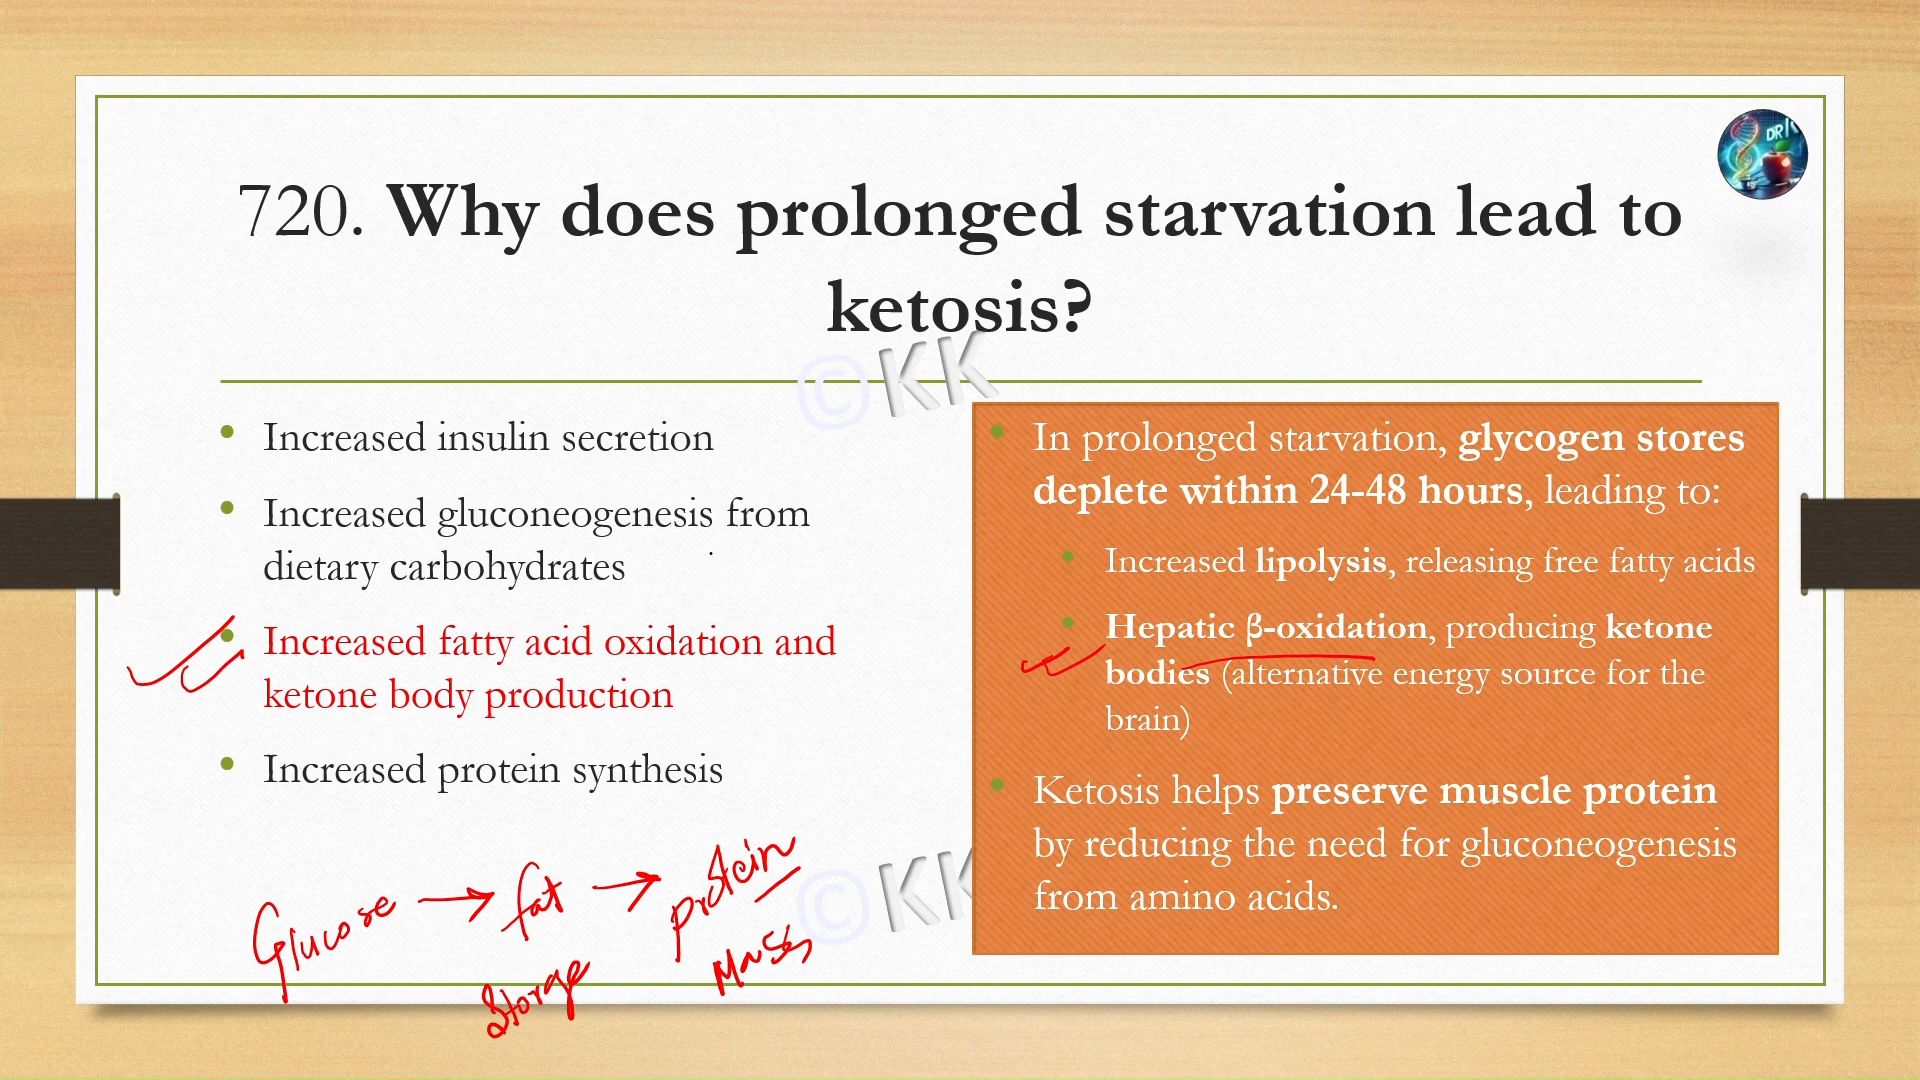 DR K
720. Why does prolonged starvation lead to
ketosis?
©KK
• Increased insulin secretion
• Increased gluconeogenesis from
dietary carbohydrates
• Increased fatty acid oxidation and
ketone body production
• Increased protein synthesis
• In prolonged starvation, glycogen stores
deplete within 24-48 hours, leading to:
• Increased lipolysis, releasing free fatty acids
• Hepatic β-oxidation, producing ketone
bodies (alternative energy source for the
brain)
• Ketosis helps preserve muscle protein
by reducing the need for gluconeogenesis
from amino acids.
©KK
Glucose → fat → protein
Storage